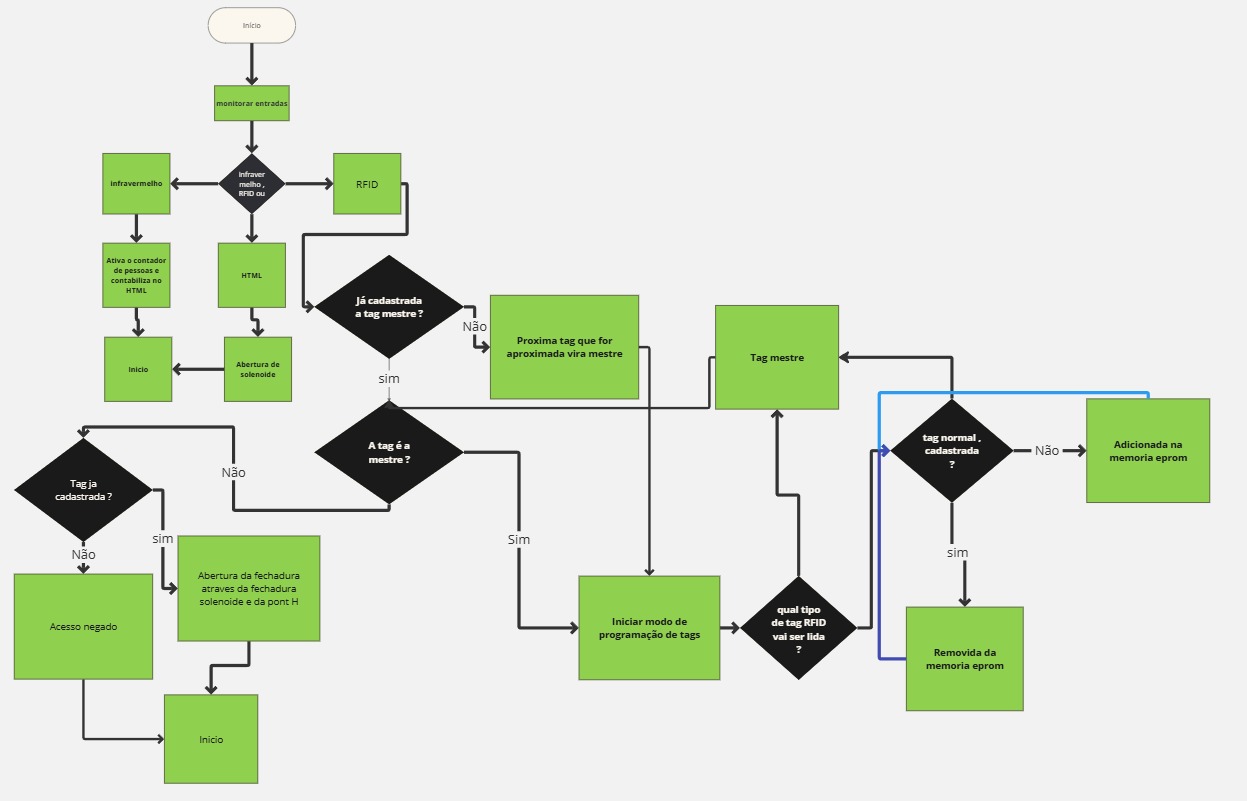 Início
monitorar entradas
infravermelho
infraver
melho ,
RFID ou
RFID
Ativa o contador
de pessoas e
contabiliza no
HTML
HTML
Inicio
Abertura de
solenoide
Já cadastrada
a tag mestre ?
Não
Proxima tag que for
aproximada vira mestre
sim
Tag mestre
A tag é a
mestre ?
Não
Sim
Tag ja
cadastrada ?
Não
sim
Acesso negado
Abertura da fechadura
atraves da fechadura
solenoide e da pont H
Inicio
Iniciar modo de
programação de tags
qual tipo
de tag RFID
vai ser lida
?
tag normal ,
cadastrada
?
Não
Adicionada na
memoria eprom
sim
Removida da
memoria eprom